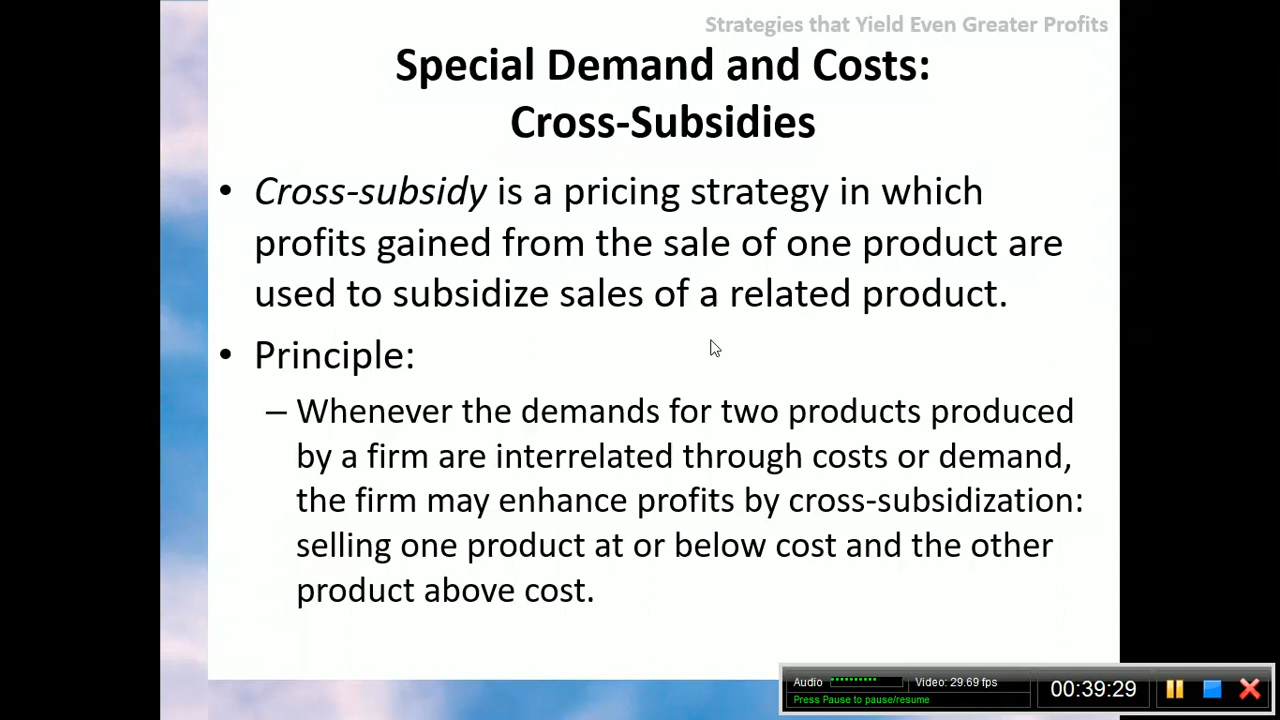 Strategies that Yield Even Greater Profits
Special Demand and Costs:
Cross-Subsidies
• Cross-subsidy is a pricing strategy in which
profits gained from the sale of one product are
used to subsidize sales of a related product.
• Principle:
– Whenever the demands for two products produced
by a firm are interrelated through costs or demand,
the firm may enhance profits by cross-subsidization:
selling one product at or below cost and the other
product above cost.
Audio
Video: 29.69 fps
Press Pause to pause/resume
00:39:29